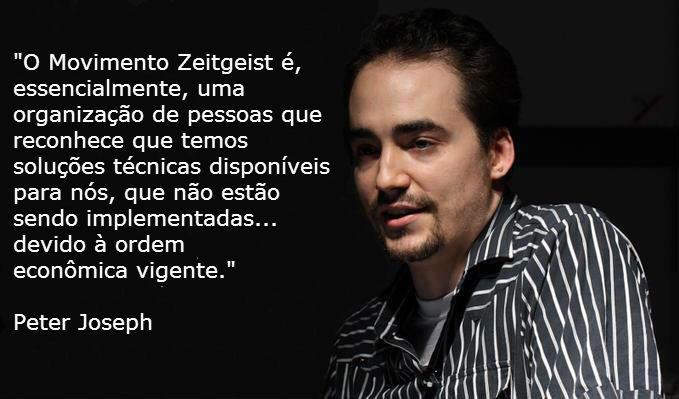 "O Movimento Zeitgeist é,
essencialmente, uma
organização de pessoas que
reconhece que temos
soluções técnicas disponíveis
para nós, que não estão
sendo implementadas...
devido à ordem
econômica vigente."
Peter Joseph